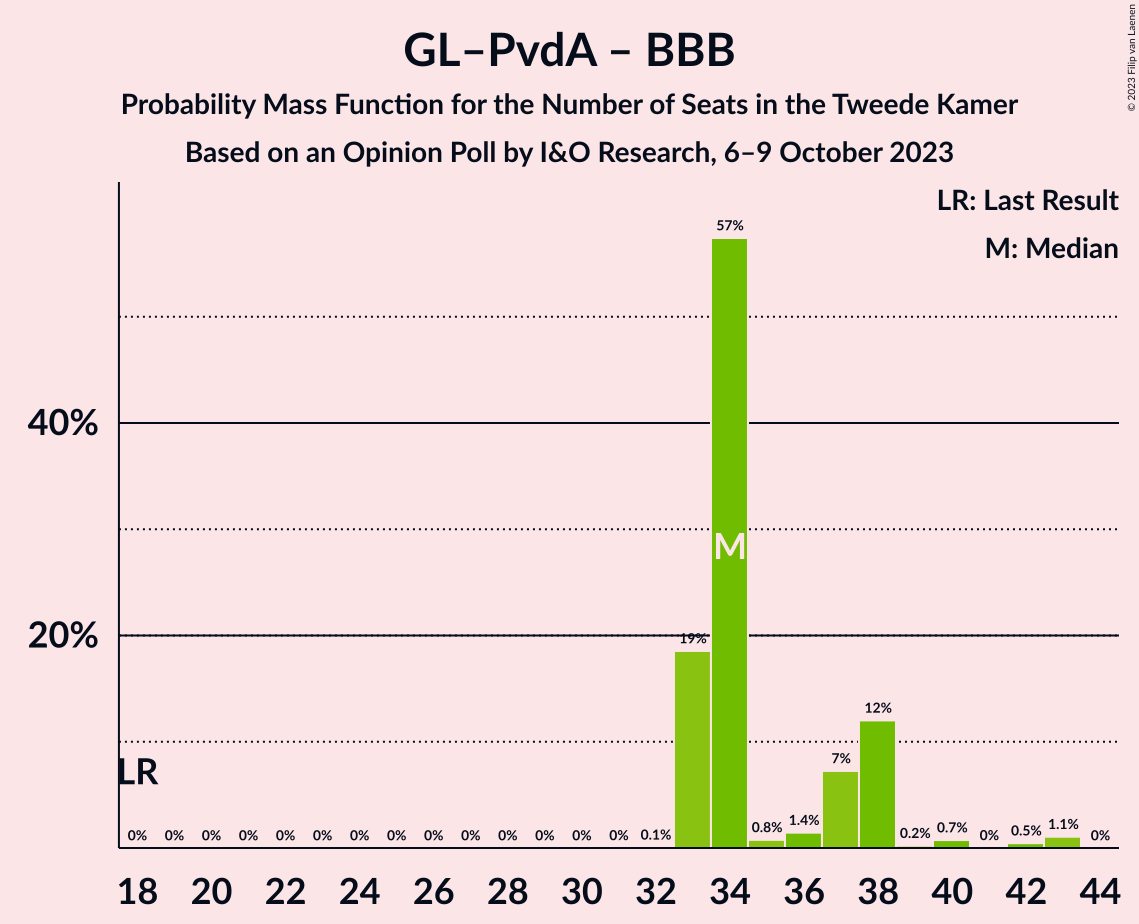 GL–PvdA – BBB
Probability Mass Function for the Number of Seats in the Tweede Kamer
Based on an Opinion Poll by I&O Research, 6–9 October 2023
© 2023 Filip van Laenen
LR: Last Result
M: Median
57%
40%
M
20%
19%
12%
7%
LR
0% 0% 0% 0% 0% 0% 0% 0% 0% 0% 0% 0% 0% 0% 0.1% 0.8% 1.4% 0.2% 0.7% 0% 0.5% 1.1% 0%
18 20 22 24 26 28 30 32 34 36 38 40 42 44